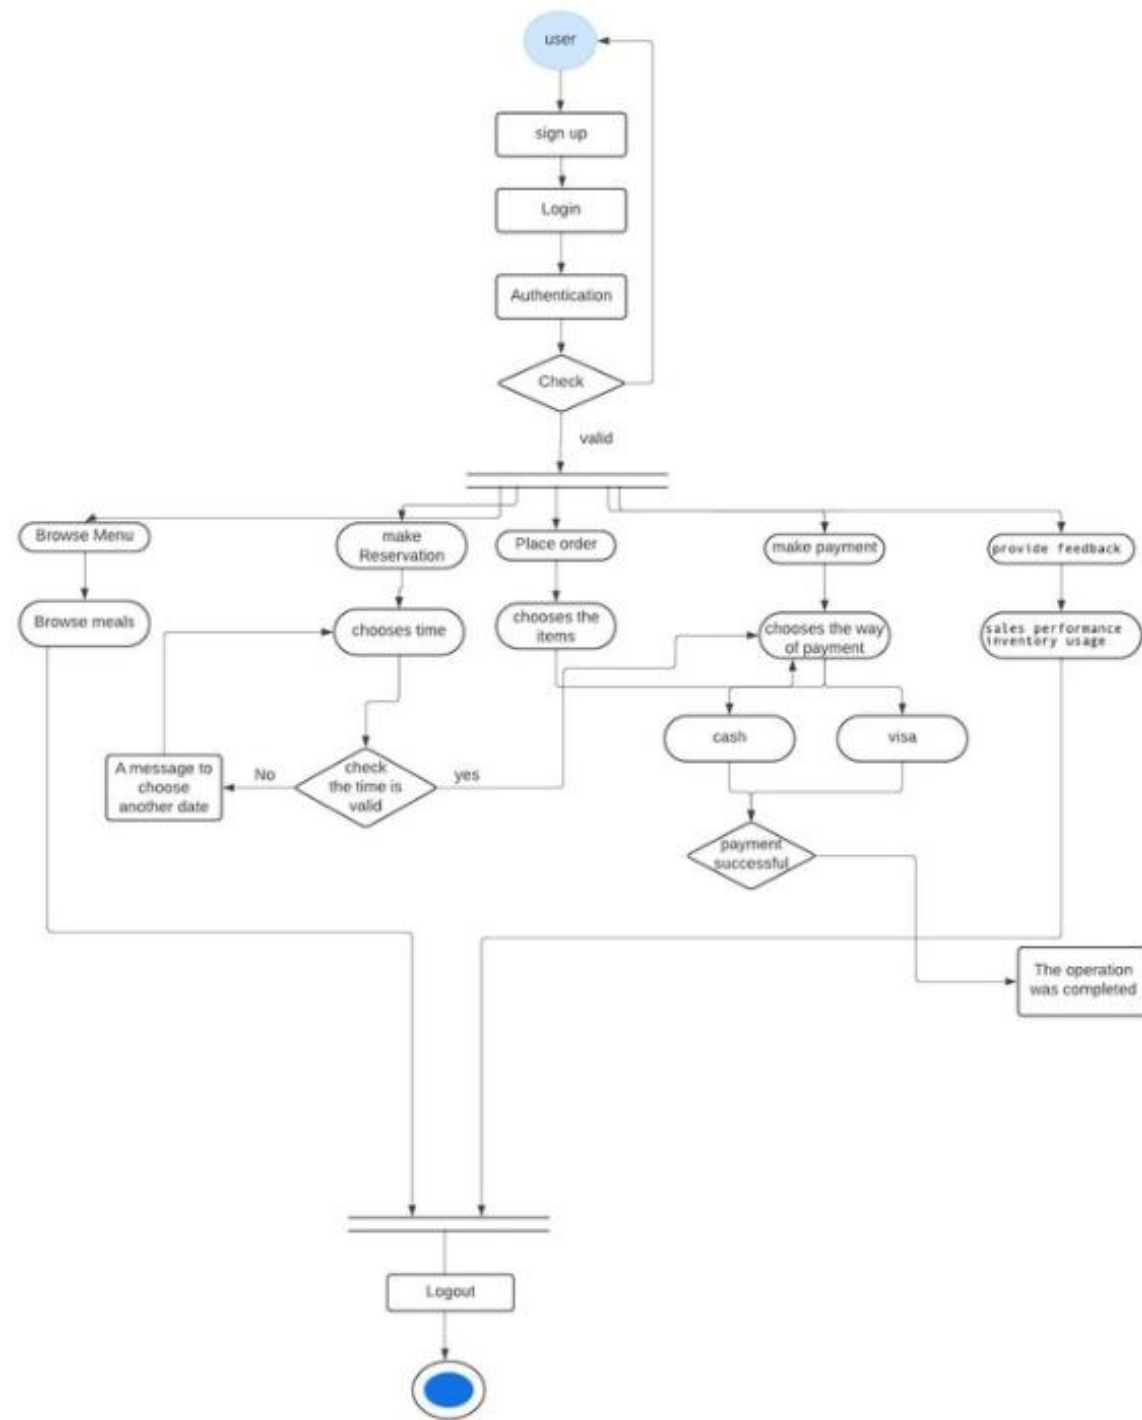 user
sign up
Login
Authentication
Check
valid
Browse Menu
make
Reservation
Place order
make payment
provide feedback
Browse meals
chooses time
chooses the
items
chooses the way
of payment
sales performance
inventory usage
cash
visa
A message to
choose
another date
No
check
the time is
valid
yes
payment
successful
The operation
was completed
Logout